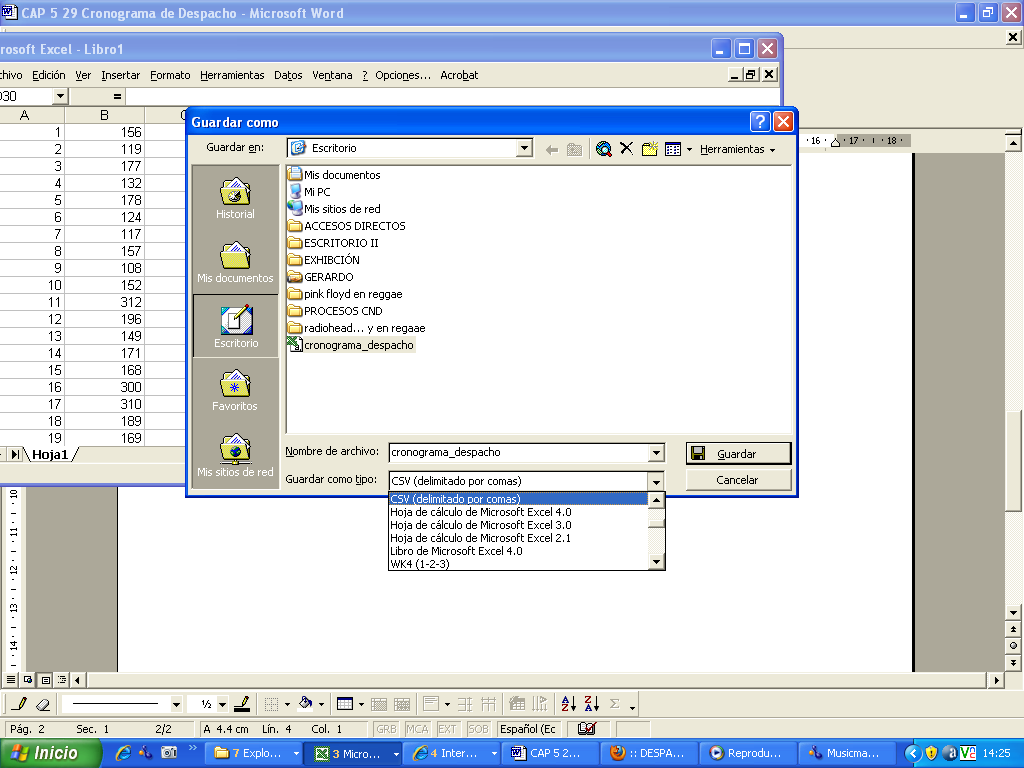 CAP 5 29 Cronograma de Despacho - Microsoft Word
rosoft Excel - Libro1
hivo Edición Ver Insertar Formato Herramientas Datos Ventana ? Opciones... Acrobat
D30 =
A B C
1 156
2 119
3 177
4 132
5 178
6 124
7 117
8 157
9 108
10 152
11 312
12 196
13 149
14 171
15 168
16 300
17 310
18 189
19 169
Hoja1
Guardar como
Guardar en: Escritorio Herramientas
Historial
Mis documentos
Escritorio
Favoritos
Mis sitios de red
Mis documentos
Mi PC
Mis sitios de red
ACCESOS DIRECTOS
ESCRITORIO II
EXHIBCIÓN
GERARDO
pink floyd en reggae
PROCESOS CND
radiohead... y en regaae
cronograma_despacho
Nombre de archivo: cronograma_despacho Guardar
Guardar como tipo: CSV (delimitado por comas) Cancelar
CSV (delimitado por comas)
Hoja de cálculo de Microsoft Excel 4.0
Hoja de cálculo de Microsoft Excel 3.0
Hoja de cálculo de Microsoft Excel 2.1
Libro de Microsoft Excel 4.0
WK4 (1-2-3)
16 17 18
10
11
12
13
14
½
Pág. 2 Sec. 1 2/2 A 4.4 cm Lín. 4 Col. 1 GRB MCA EXT SOB Español (Ec
Inicio 7 Explo... 3 Micro... 4 Inter... CAP 5 2... :: DESPA... Reprodu... Musicma... 14:25